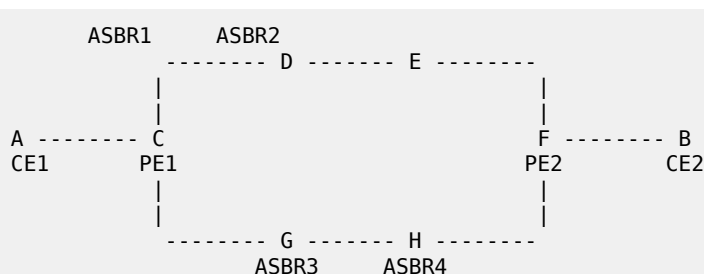 ASBR1 ASBR2
-------- D ------- E --------
| |
| |
A -------- C F -------- B
CE1 PE1 PE2 CE2
| |
| |
-------- G ------- H --------
ASBR3 ASBR4